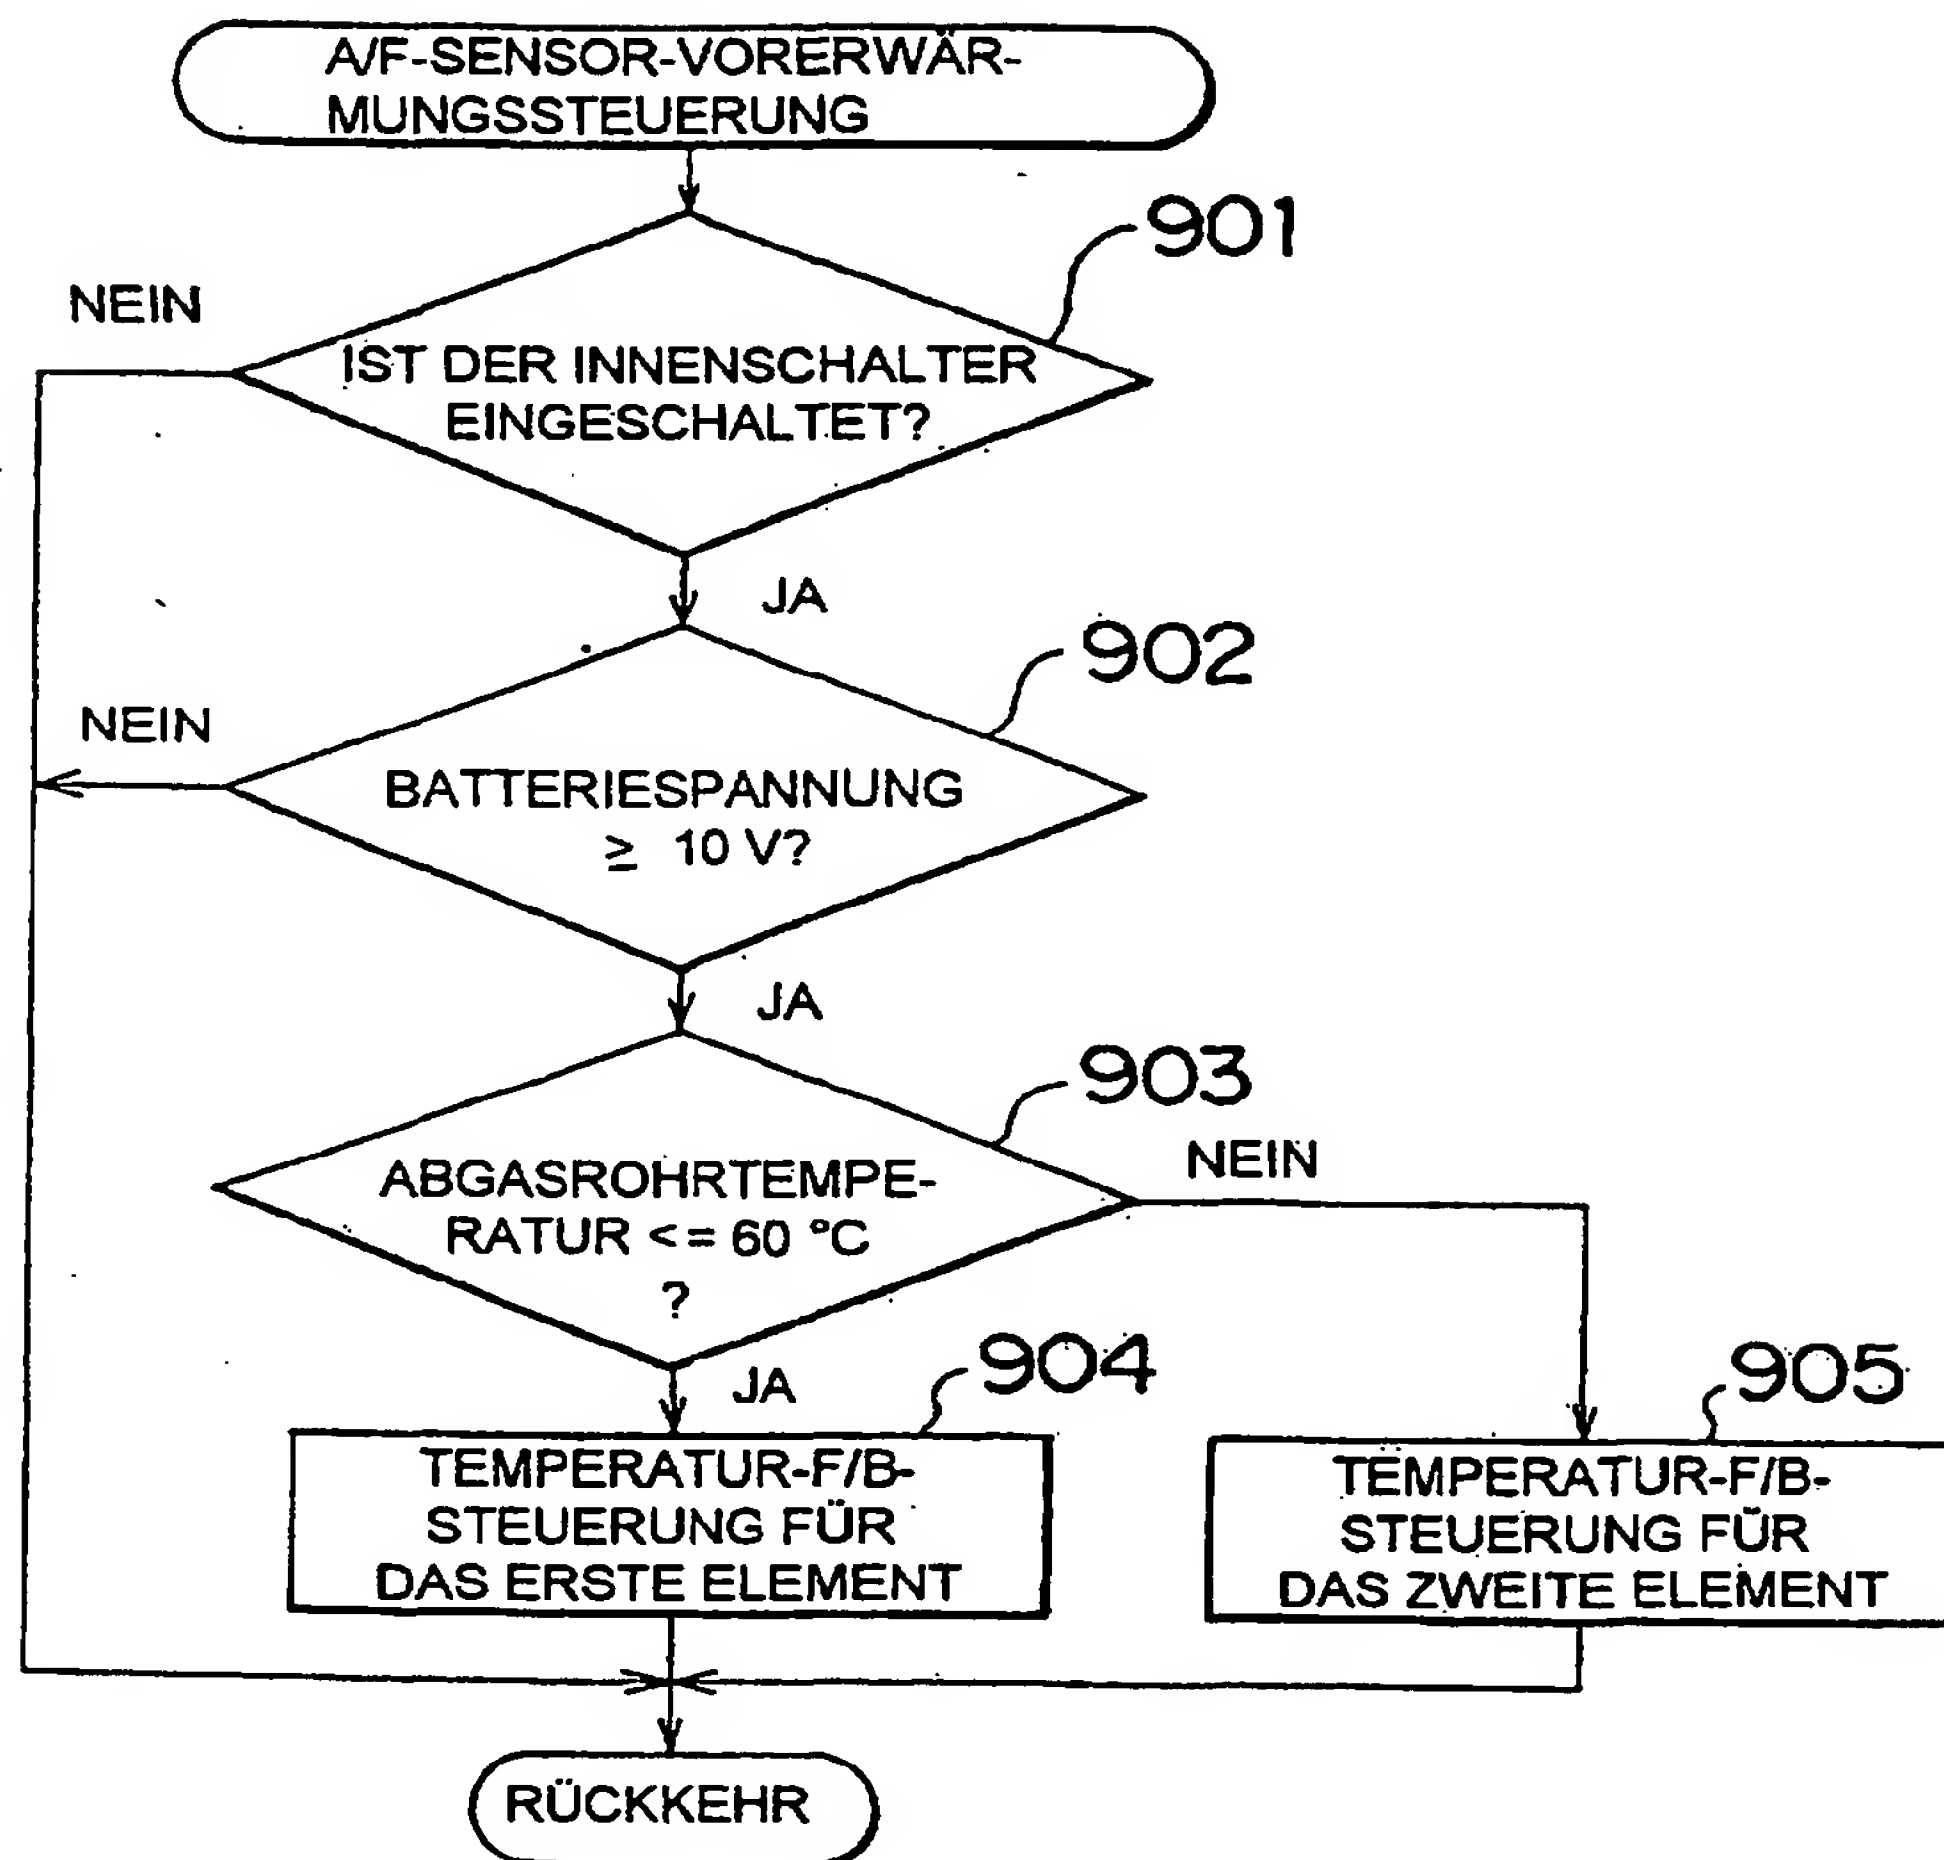 A/F-SENSOR-VORERWÄR-
MUNGSSTEUERUNG
901
NEIN
IST DER INNENSCHALTER
EINGESCHALTET?
JA
902
NEIN
BATTERIESPANNUNG
≥ 10 V?
JA
903
NEIN
ABGASROHRTEMPE-
RATUR <= 60 °C
?
JA
904
905
TEMPERATUR-F/B-
STEUERUNG FÜR
DAS ERSTE ELEMENT
TEMPERATUR-F/B-
STEUERUNG FÜR
DAS ZWEITE ELEMENT
RÜCKKEHR